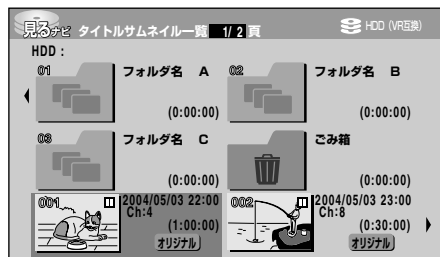 見るナビ タイトルサムネイル一覧 1/2 頁 HDD（VR互換）
HDD：
01 フォルダ名 A (0:00:00)
02 フォルダ名 B (0:00:00)
03 フォルダ名 C (0:00:00)
ごみ箱 (0:00:00)
001 2004/05/03 22:00
Ch:4
(1:00:00)
オリジナル
002 2004/05/03 23:00
Ch:8
(0:30:00)
オリジナル